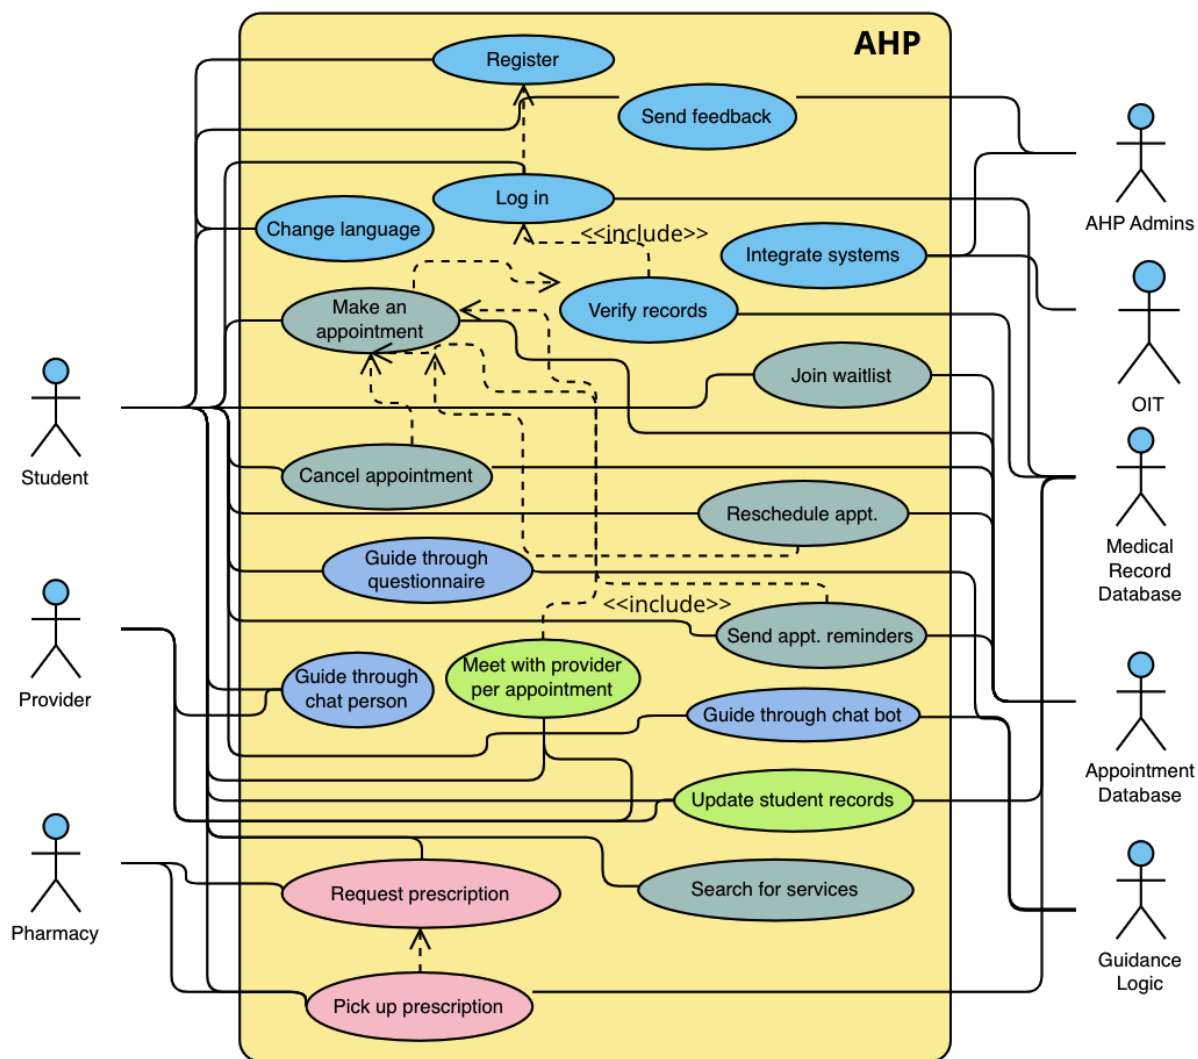 AHP
Register
Send feedback
Log in
Change language
<<include>>
Integrate systems
Make an
appointment
Verify records
Join waitlist
Cancel appointment
Reschedule appt.
Guide through
questionnaire
<<include>>
Send appt. reminders
Meet with provider
per appointment
Guide through
chat person
Guide through chat bot
Update student records
Request prescription
Search for services
Pick up prescription
Student
Provider
Pharmacy
AHP Admins
OIT
Medical
Record
Database
Appointment
Database
Guidance
Logic